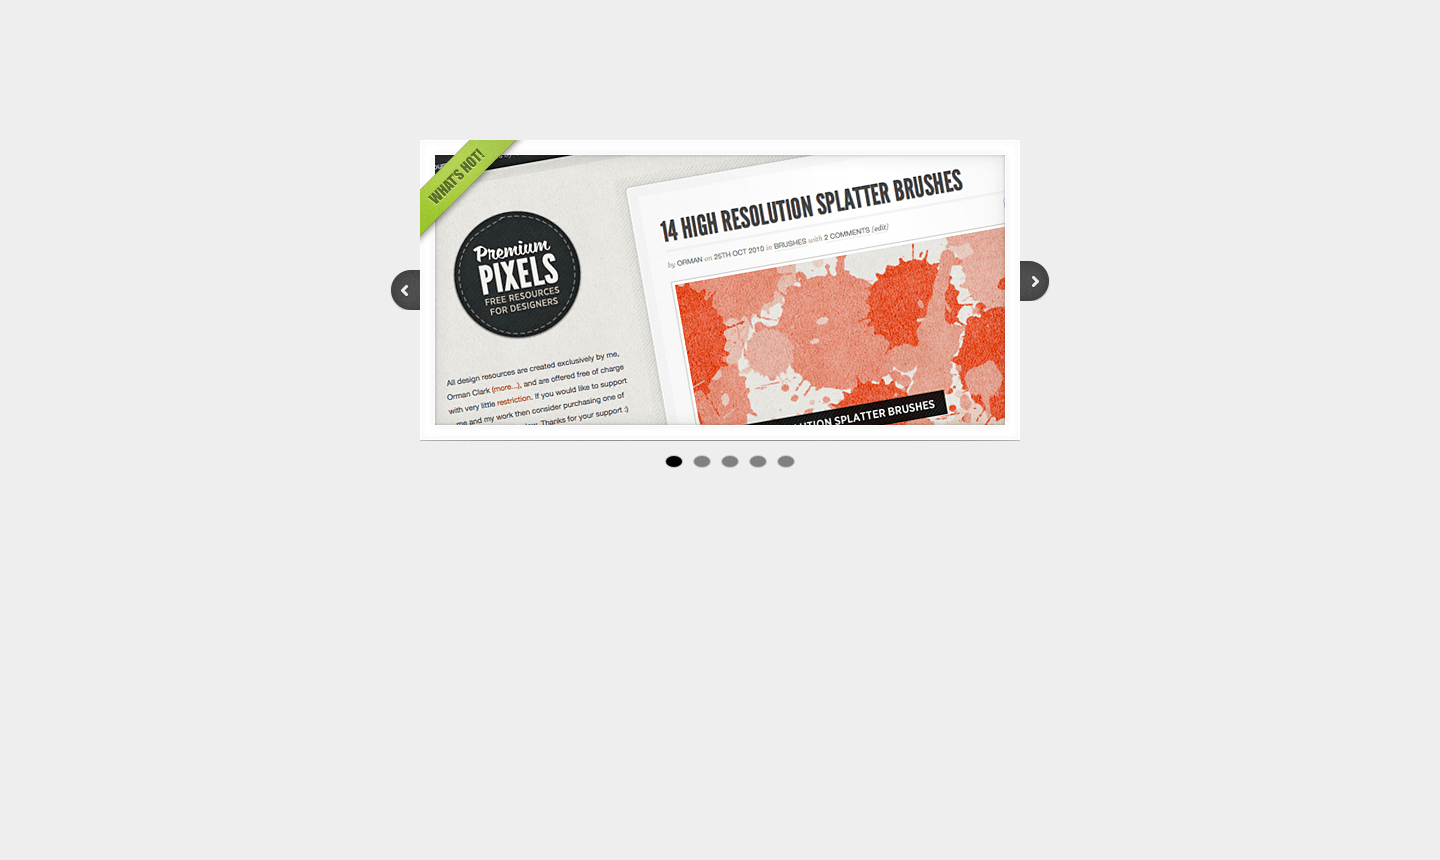 WHAT'S HOT!
Premium
PIXELS
FREE RESOURCES
FOR DESIGNERS
All design resources are created exclusively by me,
Orman Clark (more...), and are offered free of charge
with very little restriction. If you would like to support
me and my work then consider purchasing one of
Thanks for your support :)
14 HIGH RESOLUTION SPLATTER BRUSHES
by ORMAN on 25TH OCT 2010 in BRUSHES with 2 COMMENTS {edit}
SPLATTER BRUSHES